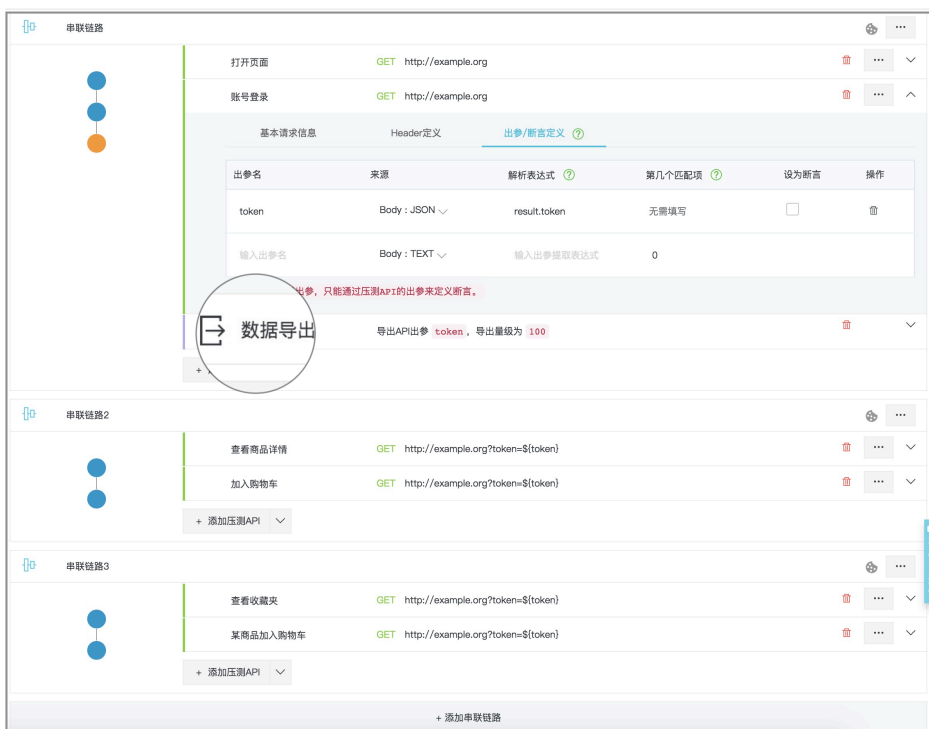 串联链路
打开页面 GET http://example.org
账号登录 GET http://example.org
基本请求信息 Header定义 出参/断言定义
出参名 来源 解析表达式 第几个匹配项 设为断言 操作
token Body : JSON result.token 无需填写
输入出参名 Body : TEXT 输入出参提取表达式 0
出参，只能通过压测API的出参来定义断言。
数据导出 导出API出参 token，导出量级为 100
+
串联链路2
查看商品详情 GET http://example.org?token=${token}
加入购物车 GET http://example.org?token=${token}
+ 添加压测API
串联链路3
查看收藏夹 GET http://example.org?token=${token}
某商品加入购物车 GET http://example.org?token=${token}
+ 添加压测API
+ 添加串联链路